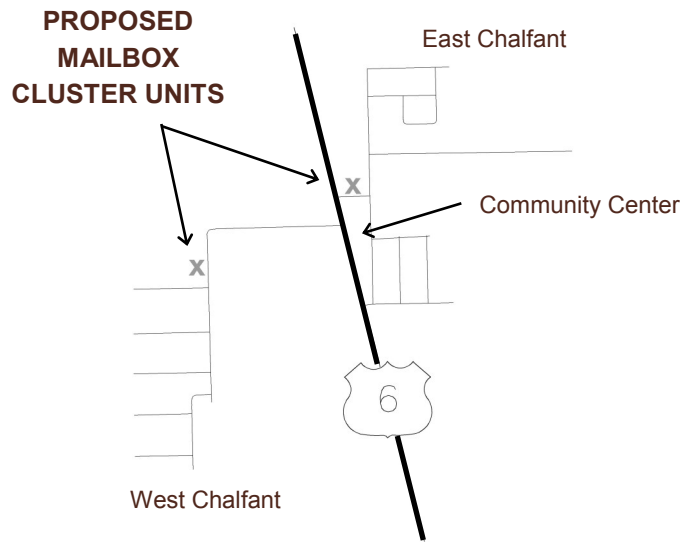 PROPOSED
MAILBOX
CLUSTER UNITS
East Chalfant
X
Community Center
X
6
West Chalfant